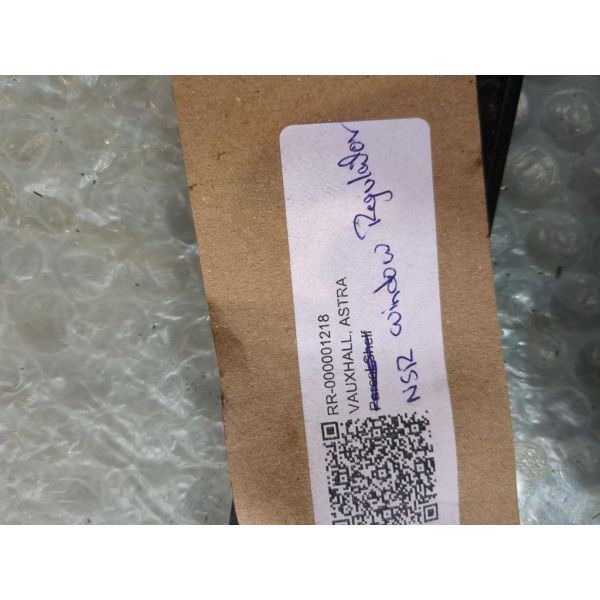 RR-000001218
VAUXHALL, ASTRA
Parcel Shelf
NSR window Regulator